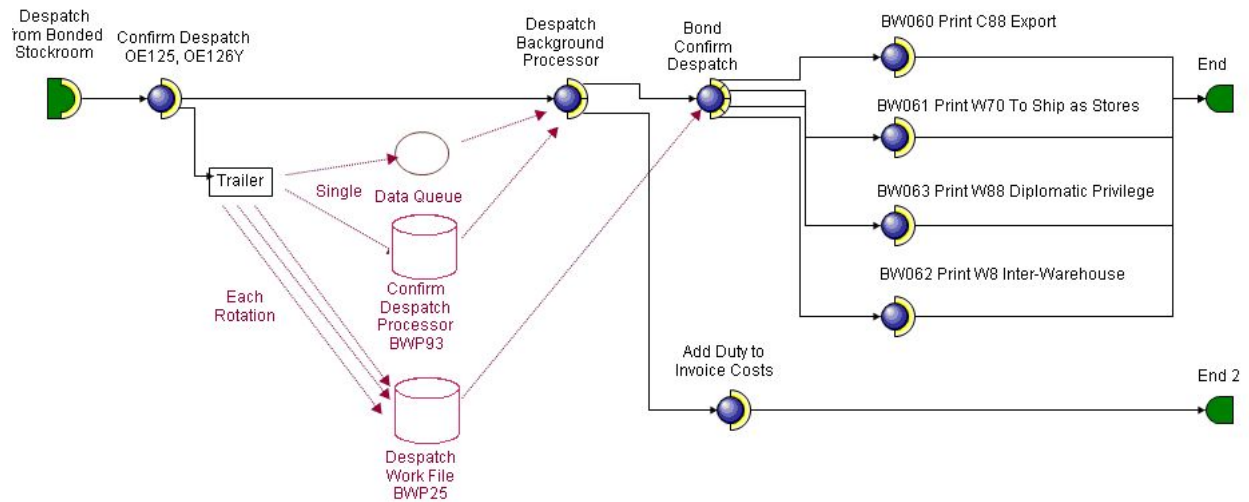 Despatch
from Bonded
Stockroom
Confirm Despatch
OE125, OE126Y
Despatch
Background
Processor
Bond
Confirm
Despatch
BW060 Print C88 Export
End
BW061 Print W70 To Ship as Stores
Trailer
Single
Data Queue
BW063 Print W88 Diplomatic Privilege
Confirm
Despatch
Processor
BWP93
BW062 Print W8 Inter-Warehouse
Each
Rotation
Add Duty to
Invoice Costs
End 2
Despatch
Work File
BWP25